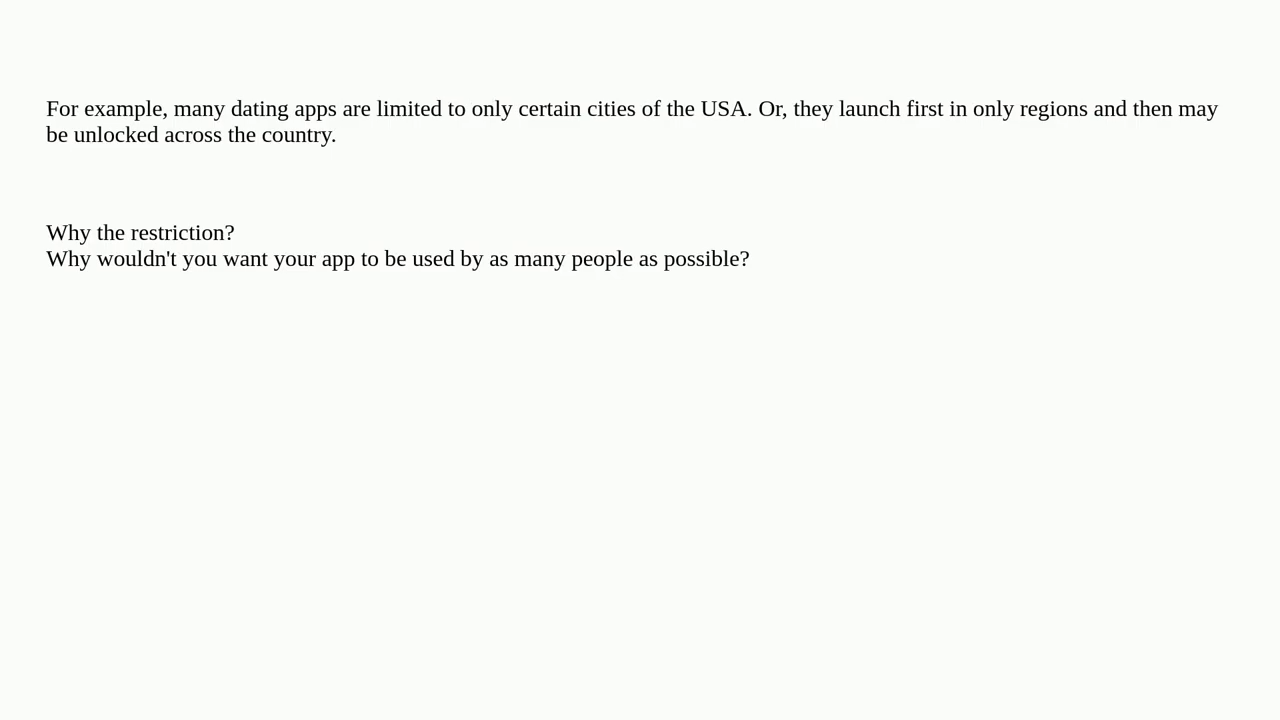 For example, many dating apps are limited to only certain cities of the USA. Or, they launch first in only regions and then may
be unlocked across the country.
Why the restriction?
Why wouldn't you want your app to be used by as many people as possible?